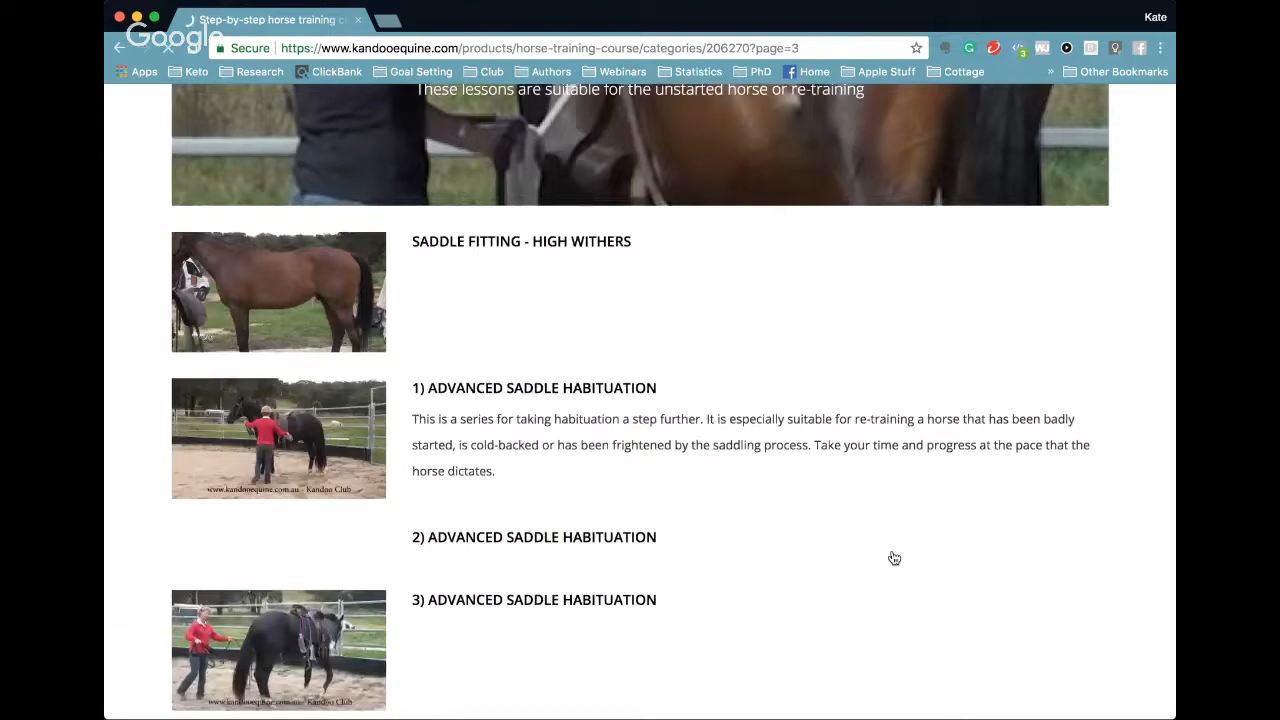 Step-by-step horse training c
Kate
Google
Secure https://www.kandooequine.com/products/horse-training-course/categories/206270?page=3
3
Apps Keto Research ClickBank Goal Setting Club Authors Webinars Statistics PhD Home Apple Stuff Cottage » Other Bookmarks
These lessons are suitable for the unstarted horse or re-training
SADDLE FITTING - HIGH WITHERS
1) ADVANCED SADDLE HABITUATION
This is a series for taking habituation a step further. It is especially suitable for re-training a horse that has been badly
started, is cold-backed or has been frightened by the saddling process. Take your time and progress at the pace that the
horse dictates.
www.kandooequine.com.au - Kandoo Club
2) ADVANCED SADDLE HABITUATION
3) ADVANCED SADDLE HABITUATION
www.kandooequine.com.au - Kandoo Club